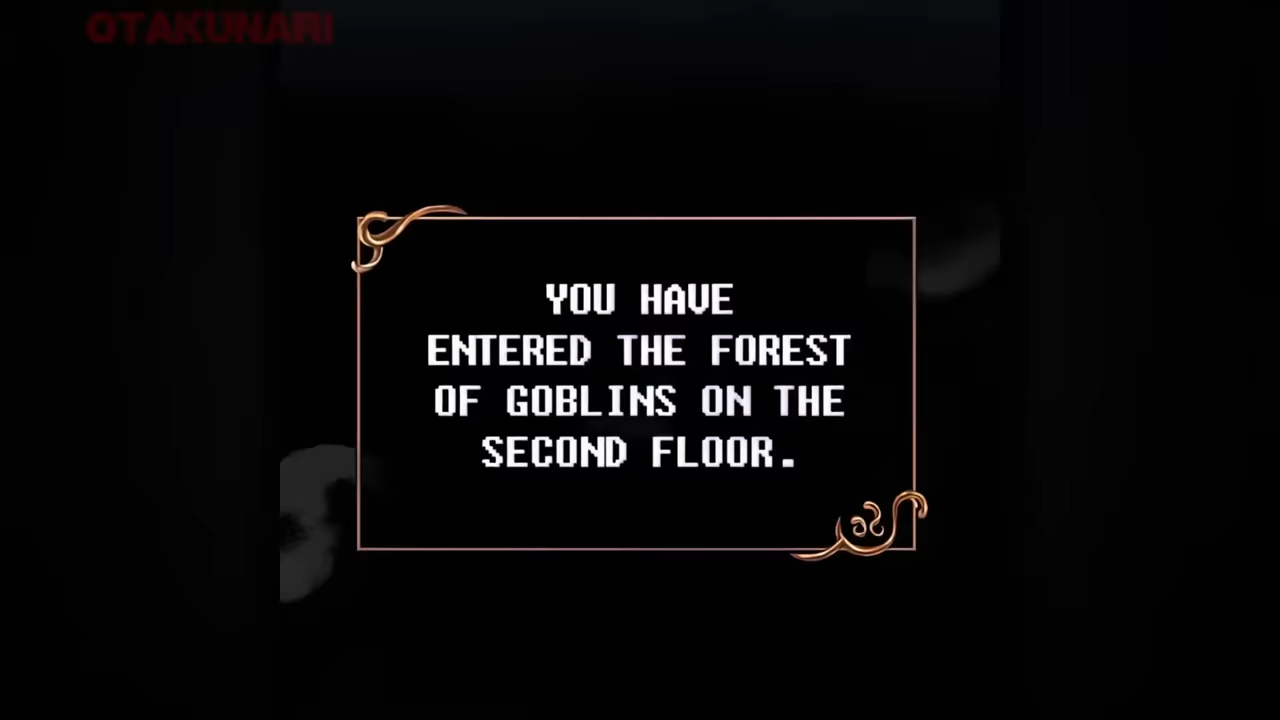 OTAKUNARI
YOU HAVE
ENTERED THE FOREST
OF GOBLINS ON THE
SECOND FLOOR.